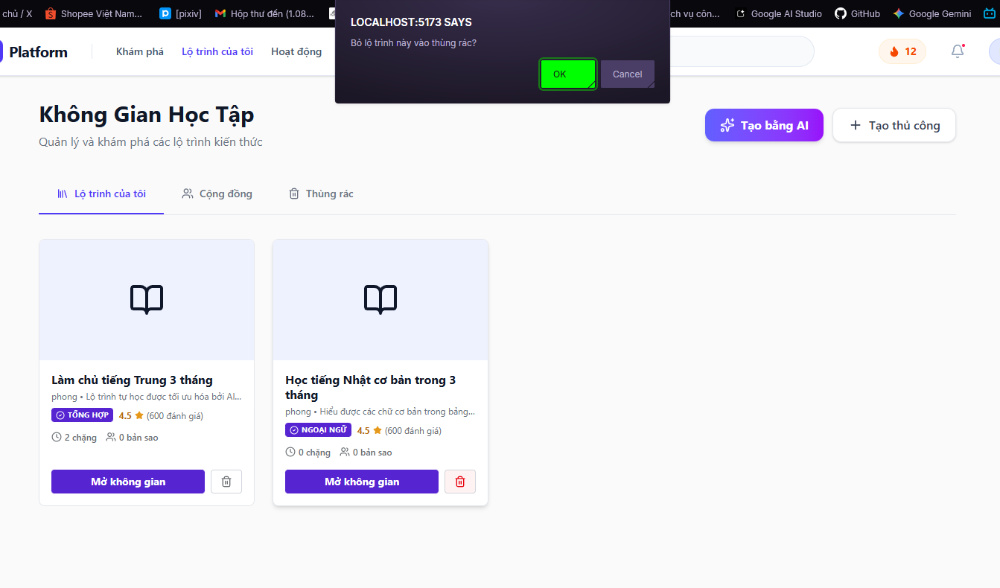 chủ / X
Shopee Việt Nam...
[pixiv]
Hộp thư đến (1.08...
ch vụ côn...
Google AI Studio
GitHub
Google Gemini
LOCALHOST:5173 SAYS
Bỏ lộ trình này vào thùng rác?
OK
Cancel
Platform
Khám phá
Lộ trình của tôi
Hoạt động
12
Không Gian Học Tập
Quản lý và khám phá các lộ trình kiến thức
Tạo bằng AI
Tạo thủ công
Lộ trình của tôi
Cộng đồng
Thùng rác
Làm chủ tiếng Trung 3 tháng
phong • Lộ trình tự học được tối ưu hóa bởi AI...
TỔNG HỢP 4.5 (600 đánh giá)
2 chặng 0 bản sao
Mở không gian
Học tiếng Nhật cơ bản trong 3
tháng
phong • Hiểu được các chữ cơ bản trong bảng...
NGOẠI NGỮ 4.5 (600 đánh giá)
0 chặng 0 bản sao
Mở không gian